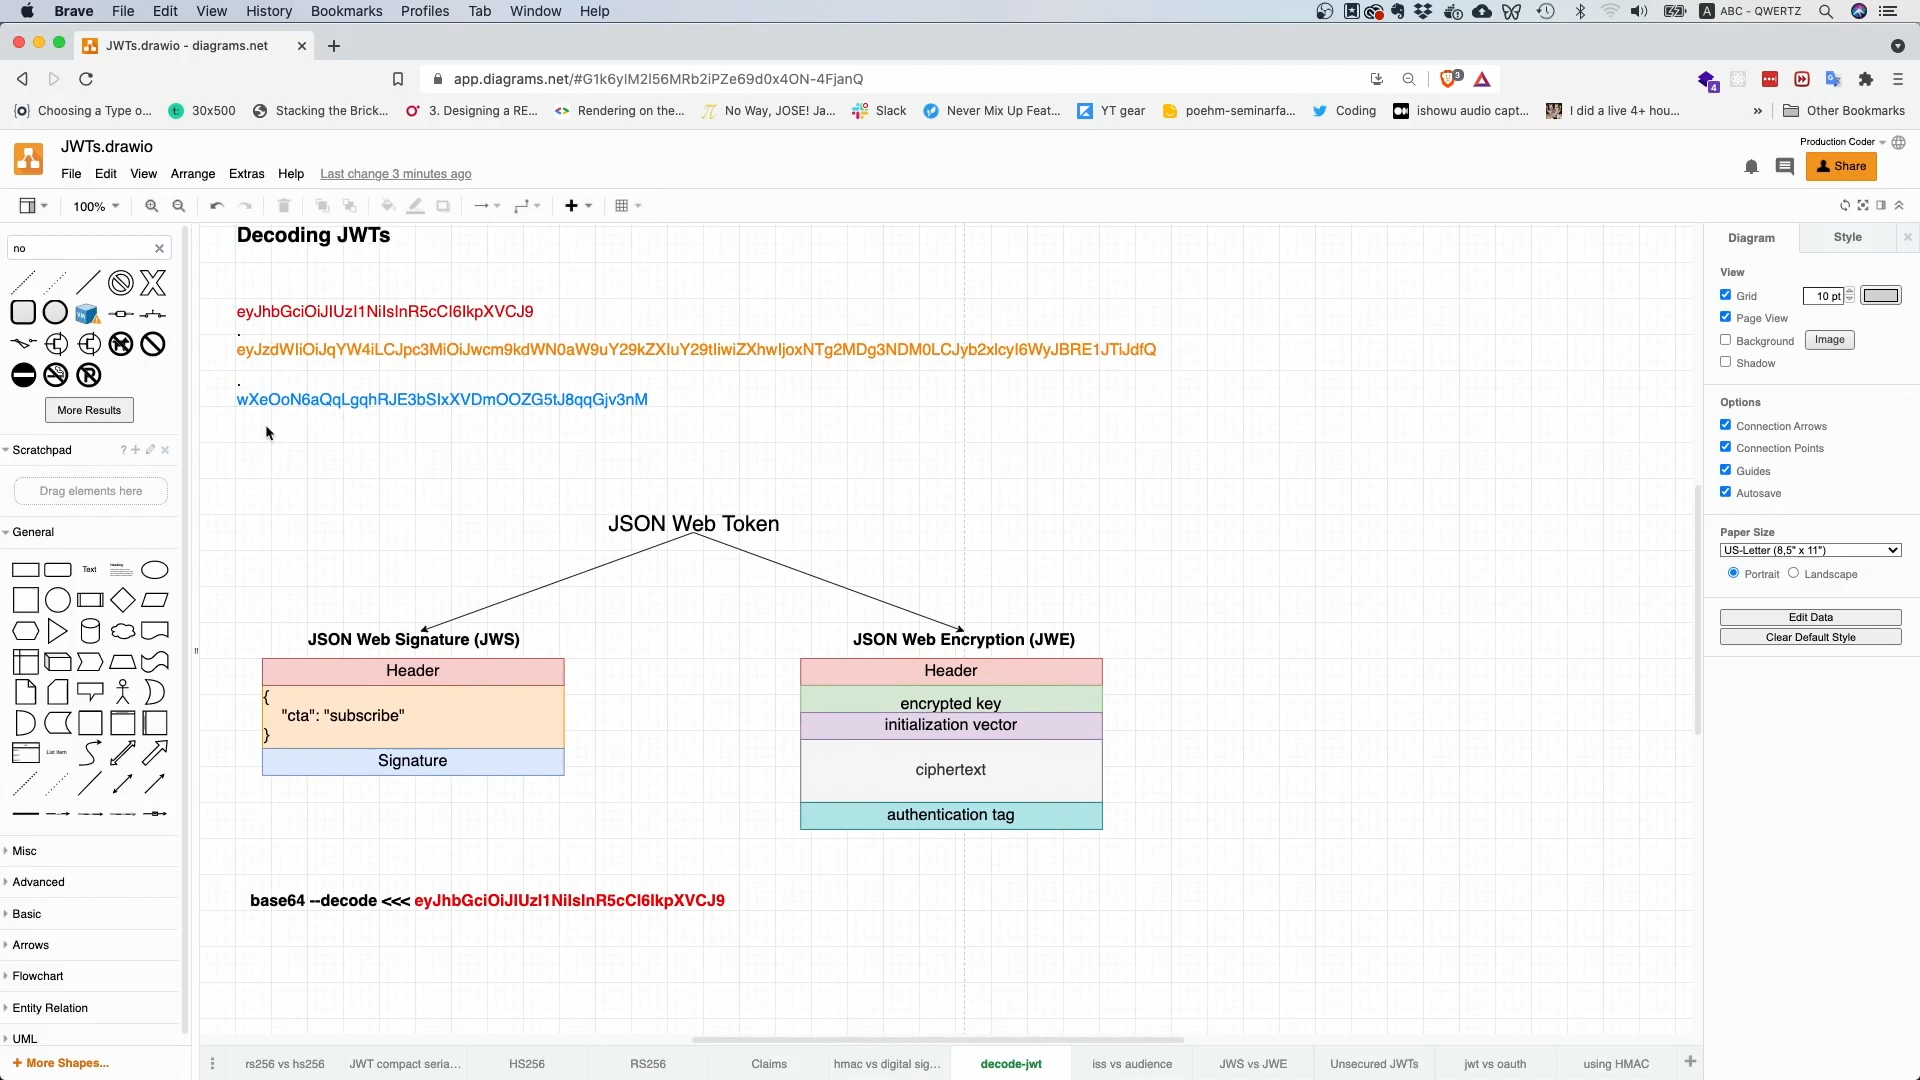 Brave File Edit View History Bookmarks Profiles Tab Window Help
A ABC - QWERTZ
JWTs.drawio - diagrams.net
app.diagrams.net/#G1k6ylM2l56MRb2iPZe69d0x4ON-4FjanQ
3
4
Choosing a Type o...
30x500
Stacking the Brick...
3. Designing a RE...
Rendering on the...
No Way, JOSE! Ja...
Slack
Never Mix Up Feat...
YT gear
poehm-seminarfa...
Coding
ishowu audio capt...
I did a live 4+ hou...
»
Other Bookmarks
JWTs.drawio
Production Coder
File Edit View Arrange Extras Help Last change 3 minutes ago
Share
100%
no
More Results
Scratchpad
?
Drag elements here
General
Text
Heading
List Item
Misc
Advanced
Basic
Arrows
Flowchart
Entity Relation
UML
+ More Shapes...
Decoding JWTs
eyJhbGciOiJIUzI1NiIsInR5cCI6IkpXVCJ9
.
eyJzdWIiOiJqYW4iLCJpc3MiOiJwcm9kdWN0aW9uY29kZXIuY29tIiwiZXhwIjoxNTg2MDg3NDM0LCJyb2xlcyI6WyJBRE1JTiJdfQ
.
wXeOoN6aQqLgqhRJE3bSIxXVDmOOZG5tJ8qqGjv3nM
JSON Web Token
JSON Web Signature (JWS)
Header
{
"cta": "subscribe"
}
Signature
JSON Web Encryption (JWE)
Header
encrypted key
initialization vector
ciphertext
authentication tag
base64 --decode <<< eyJhbGciOiJIUzI1NiIsInR5cCI6IkpXVCJ9
Diagram
Style
View
Grid
10 pt
Page View
Background
Image
Shadow
Options
Connection Arrows
Connection Points
Guides
Autosave
Paper Size
US-Letter (8,5" x 11")
Portrait
Landscape
Edit Data
Clear Default Style
rs256 vs hs256
JWT compact seria...
HS256
RS256
Claims
hmac vs digital sig...
decode-jwt
iss vs audience
JWS vs JWE
Unsecured JWTs
jwt vs oauth
using HMAC